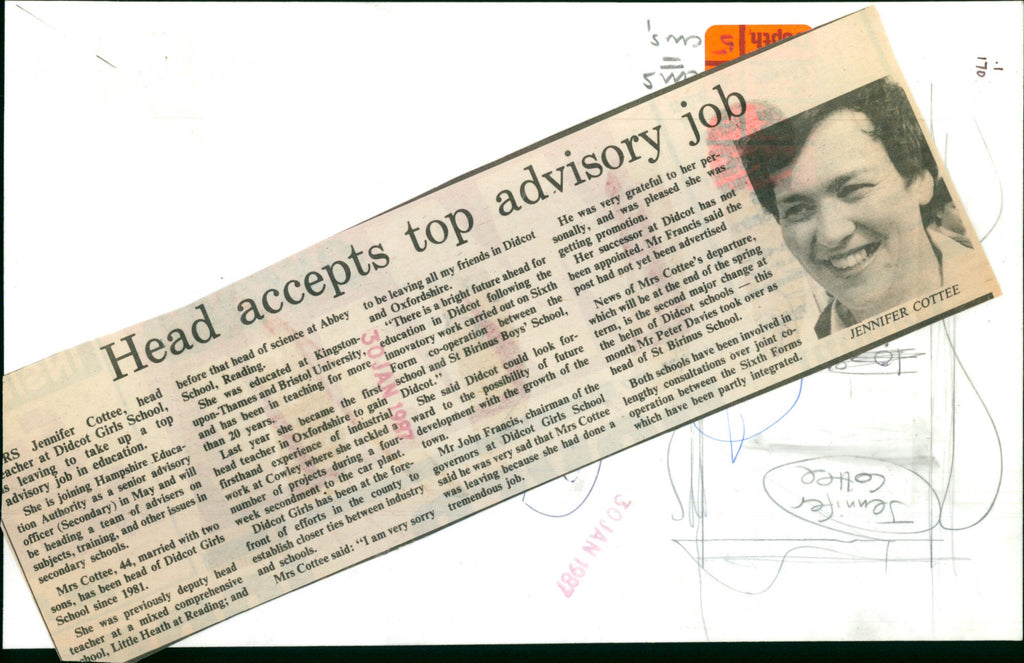 Head accepts top advisory job
RS Jennifer Cottee, head
eacher at Didcot Girls School,
is leaving to take up a top
advisory job in education.
She is joining Hampshire Educa-
tion Authority as a senior advisory
officer (Secondary) in May and will
be heading a team of advisers on
subjects, training, and other issues in
secondary schools.
Mrs Cottee, 44, married with two
sons, has been head of Didcot Girls
School since 1981.
She was previously deputy head
teacher at a mixed comprehensive
school, Little Heath at Reading; and
before that head of science at Abbey
School, Reading.
She was educated at Kingston-
upon-Thames and Bristol University,
and has been in teaching for more
than 20 years.
Last year she became the first
head teacher in Oxfordshire to gain
firsthand experience of industrial
work at Cowley where she tackled a
number of projects during a four-
week secondment to the car plant.
Didcot Girls has been at the fore-
front of efforts in the county to
establish closer ties between industry
and schools.
Mrs Cottee said: "I am very sorry
to be leaving all my friends in Didcot
and Oxfordshire.
"There is a bright future ahead for
education in Didcot following the
innovatory work carried out on Sixth
Form co-operation between the
school and St Birinus Boys' School,
Didcot."
She said Didcot could look for-
ward to the possibility of future
development with the growth of the
town.
Mr John Francis, chairman of the
governors at Didcot Girls School
said he was very sad that Mrs Cottee
was leaving because she had done a
tremendous job.
He was very grateful to her per-
sonally, and was pleased she was
getting promotion.
Her successor at Didcot has not
been appointed. Mr Francis said the
post had not yet been advertised
News of Mrs Cottee's departure,
which will be at the end of the spring
term, is the second major change at
the helm of Didcot schools — this
month Mr Peter Davies took over as
head of St Birinus School.
Both schools have been involved in
lengthy consultations over joint co-
operation between the Sixth Forms
which have been partly integrated.
JENNIFER COTTEE
30 JAN 1987
30 JAN 1987
Jennifer
Cottee
Depth
cms
cms